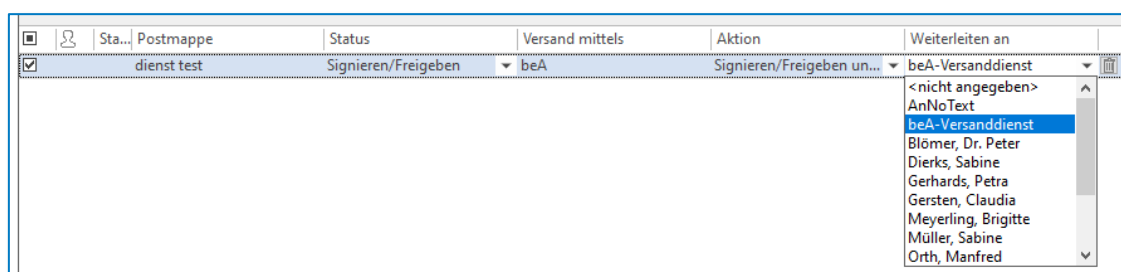 Sta... Postmappe Status Versand mittels Aktion Weiterleiten an
dienst test Signieren/Freigeben beA Signieren/Freigeben un... beA-Versanddienst
<nicht angegeben>
AnNoText
beA-Versanddienst
Blömer, Dr. Peter
Dierks, Sabine
Gerhards, Petra
Gersten, Claudia
Meyerling, Brigitte
Müller, Sabine
Orth, Manfred